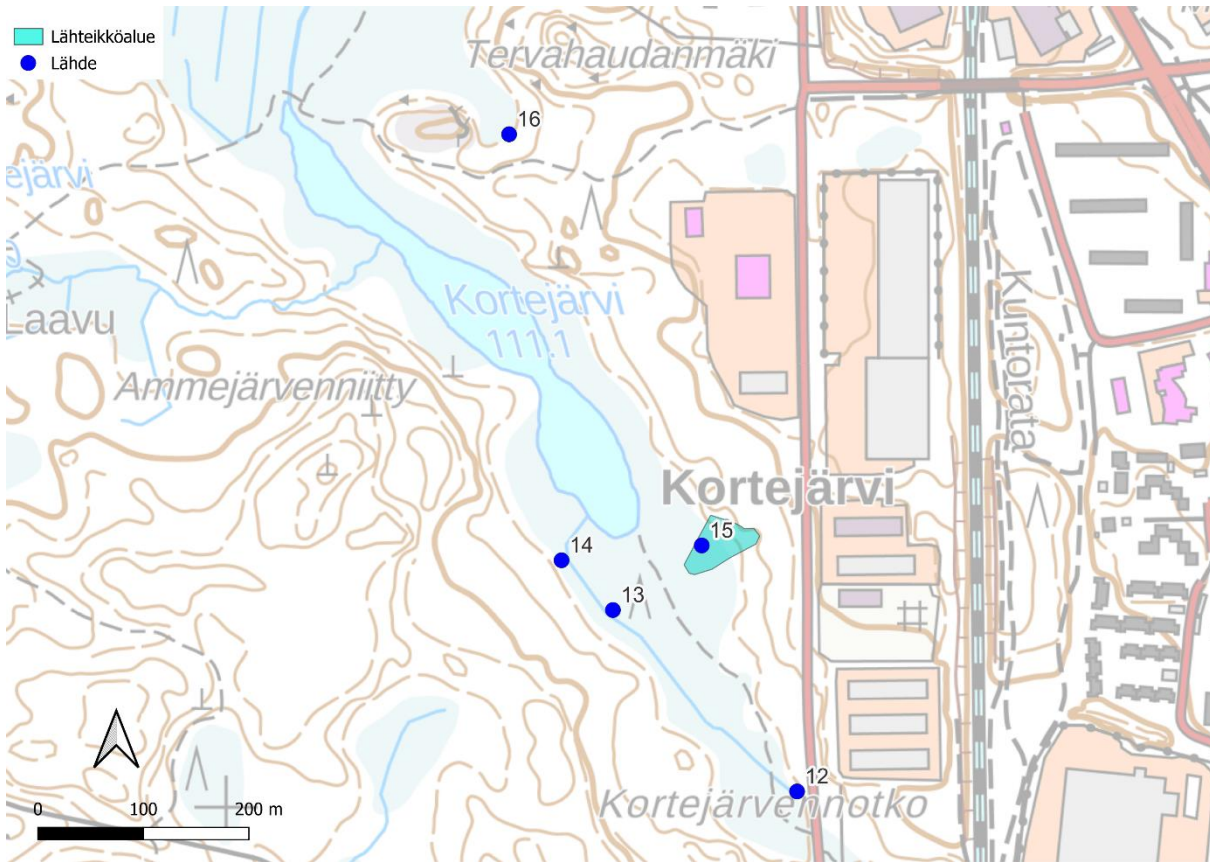 Lähteikköalue
Lähde
Tervahaudanmäki
16
ejärvi
Kortejärvi
111.1
Laavu
Ammejärvenniitty
Kuntorata
Kortejärvi
15
14
13
12
Kortejärvennotko
0 100 200 m